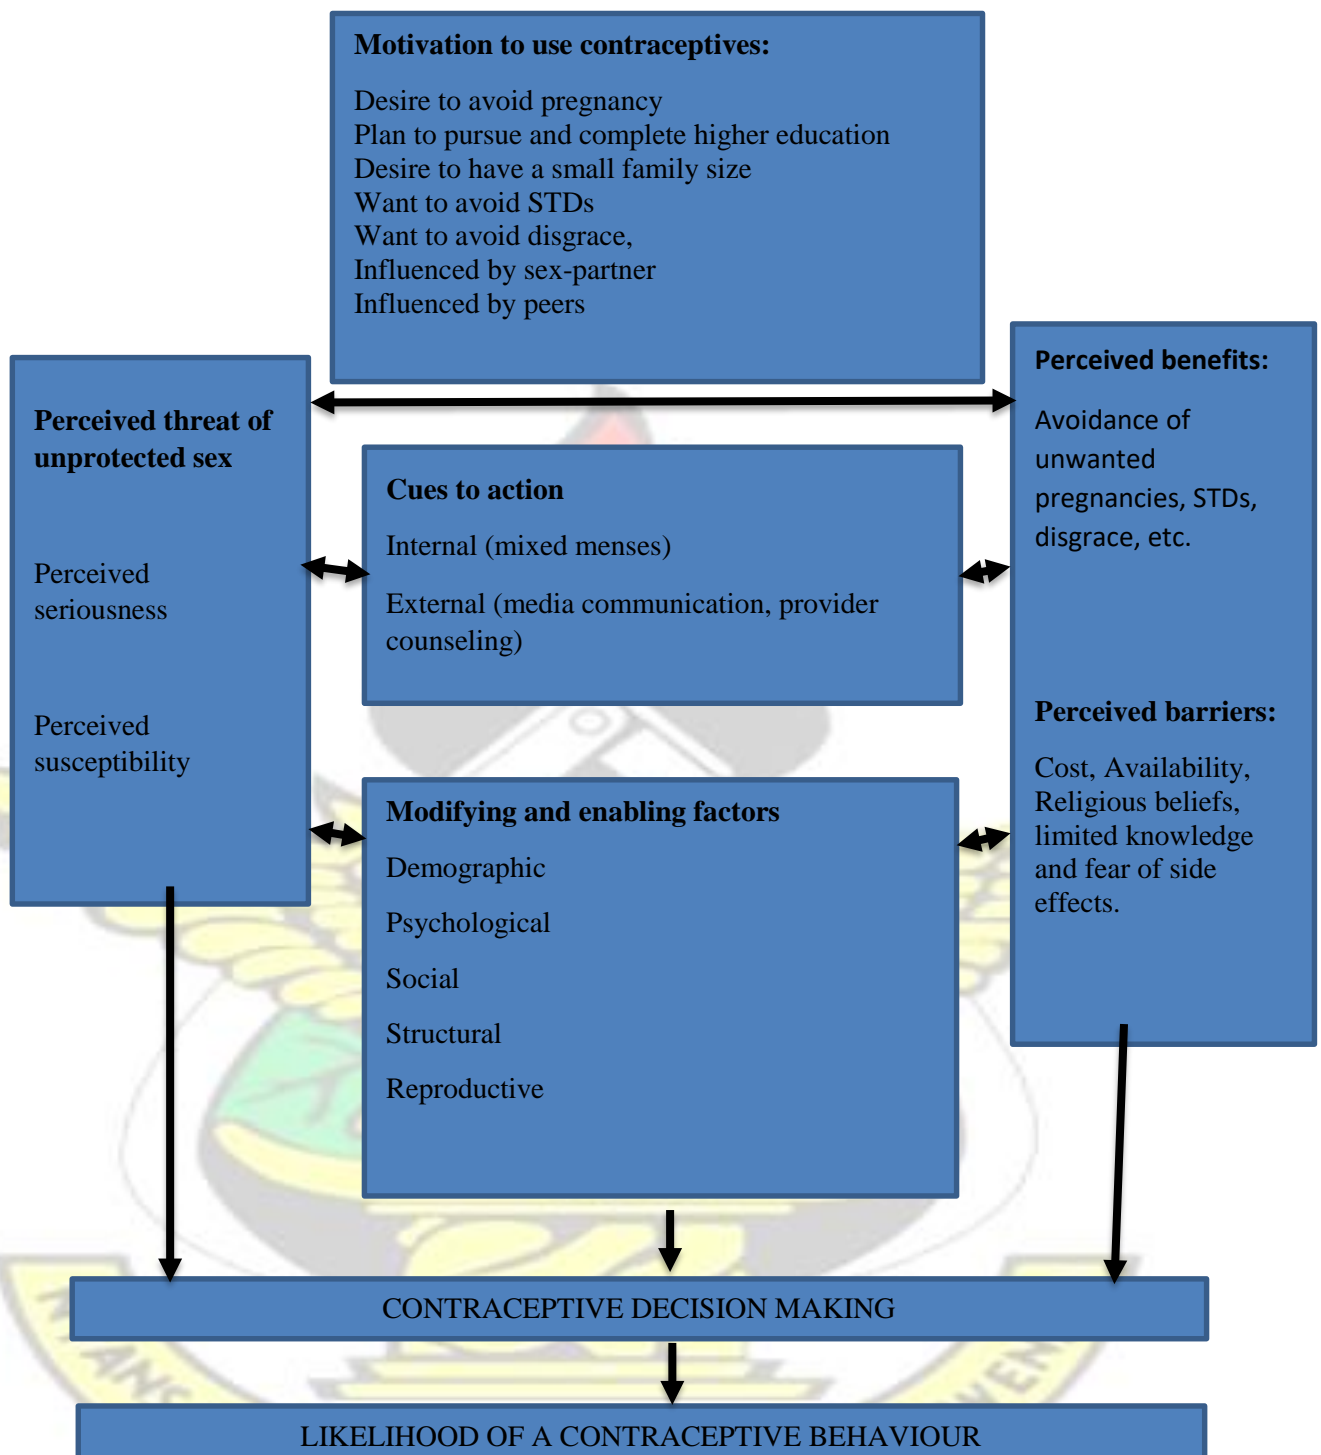 Motivation to use contraceptives:
Desire to avoid pregnancy
Plan to pursue and complete higher education
Desire to have a small family size
Want to avoid STDs
Want to avoid disgrace,
Influenced by sex-partner
Influenced by peers
Perceived threat of
unprotected sex
Perceived
seriousness
Perceived
susceptibility
Cues to action
Internal (mixed menses)
External (media communication, provider
counseling)
Modifying and enabling factors
Demographic
Psychological
Social
Structural
Reproductive
Perceived benefits:
Avoidance of
unwanted
pregnancies, STDs,
disgrace, etc.
Perceived barriers:
Cost, Availability,
Religious beliefs,
limited knowledge
and fear of side
effects.
CONTRACEPTIVE DECISION MAKING
LIKELIHOOD OF A CONTRACEPTIVE BEHAVIOUR